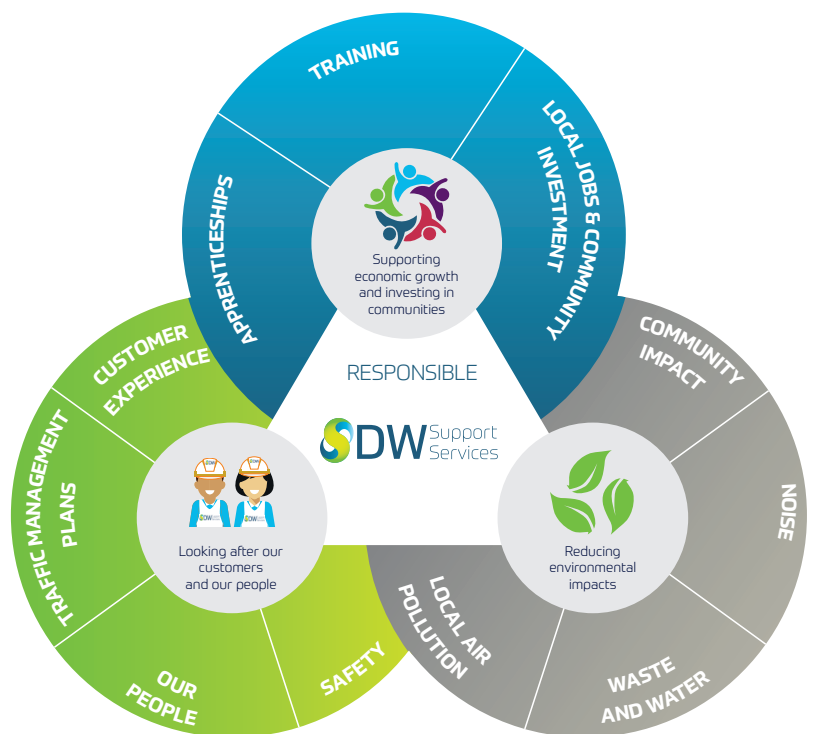 TRAINING
APPRENTICESHIPS
LOCAL JOBS & COMMUNITY
INVESTMENT
Supporting
economic growth
and investing in
communities
RESPONSIBLE
DW Support
Services
CUSTOMER
EXPERIENCE
TRAFFIC MANAGEMENT
PLANS
OUR
PEOPLE
SAFETY
Looking after our
customers
and our people
COMMUNITY
IMPACT
NOISE
WASTE
AND WATER
LOCAL AIR
POLLUTION
Reducing
environmental
impacts